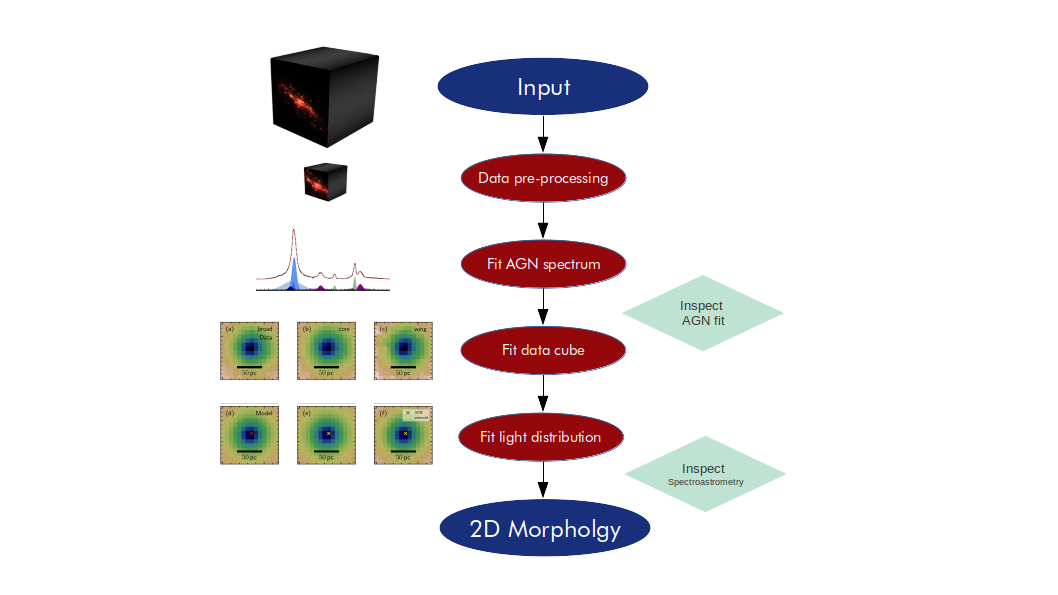 Input
Data pre-processing
Fit AGN spectrum
Inspect
AGN fit
(a) broad
Data
50 pc
(b) core
50 pc
(c) wing
50 pc
Fit data cube
(d) Model
50 pc
(e)
50 pc
(f)
50 pc
Fit light distribution
Inspect
Spectroastrometry
2D Morpholgy